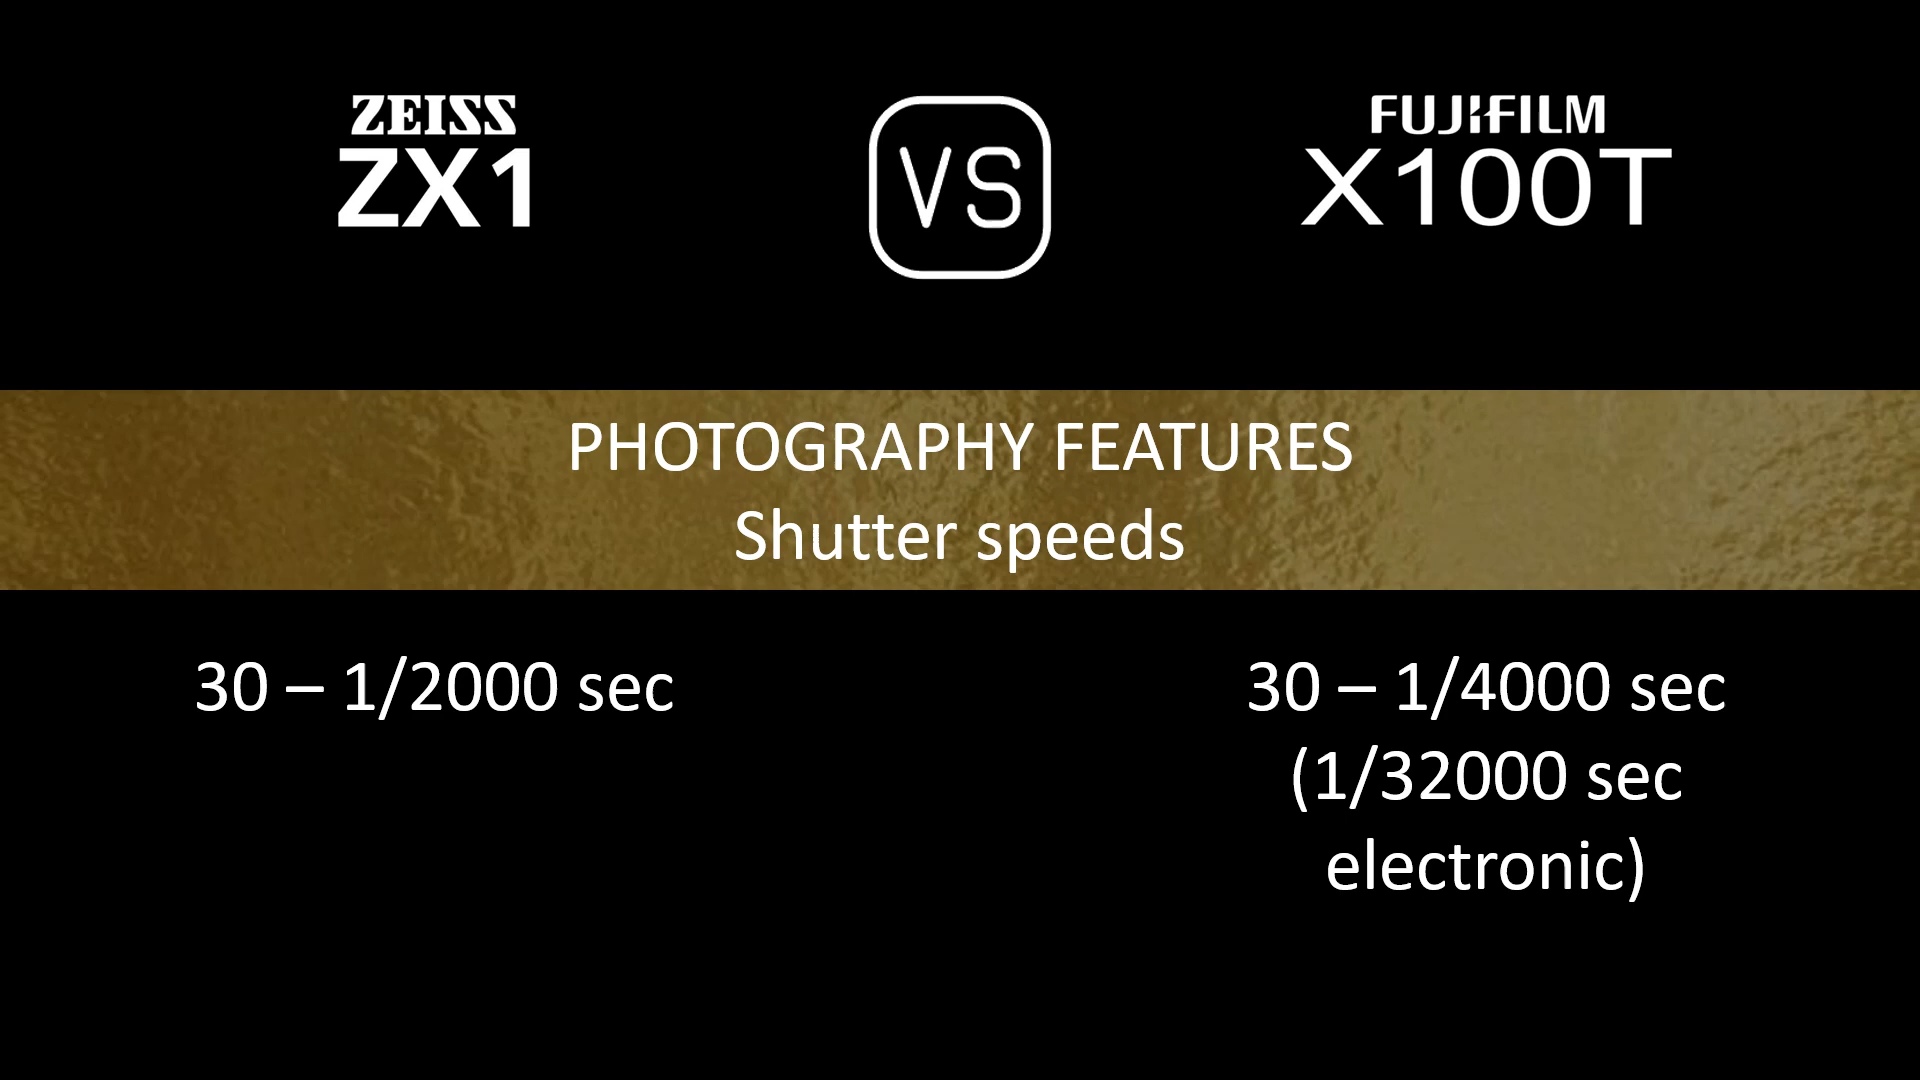 ZEISS
ZX1
VS
FUJIFILM
X100T
PHOTOGRAPHY FEATURES
Shutter speeds
30 – 1/2000 sec
30 – 1/4000 sec
(1/32000 sec
electronic)